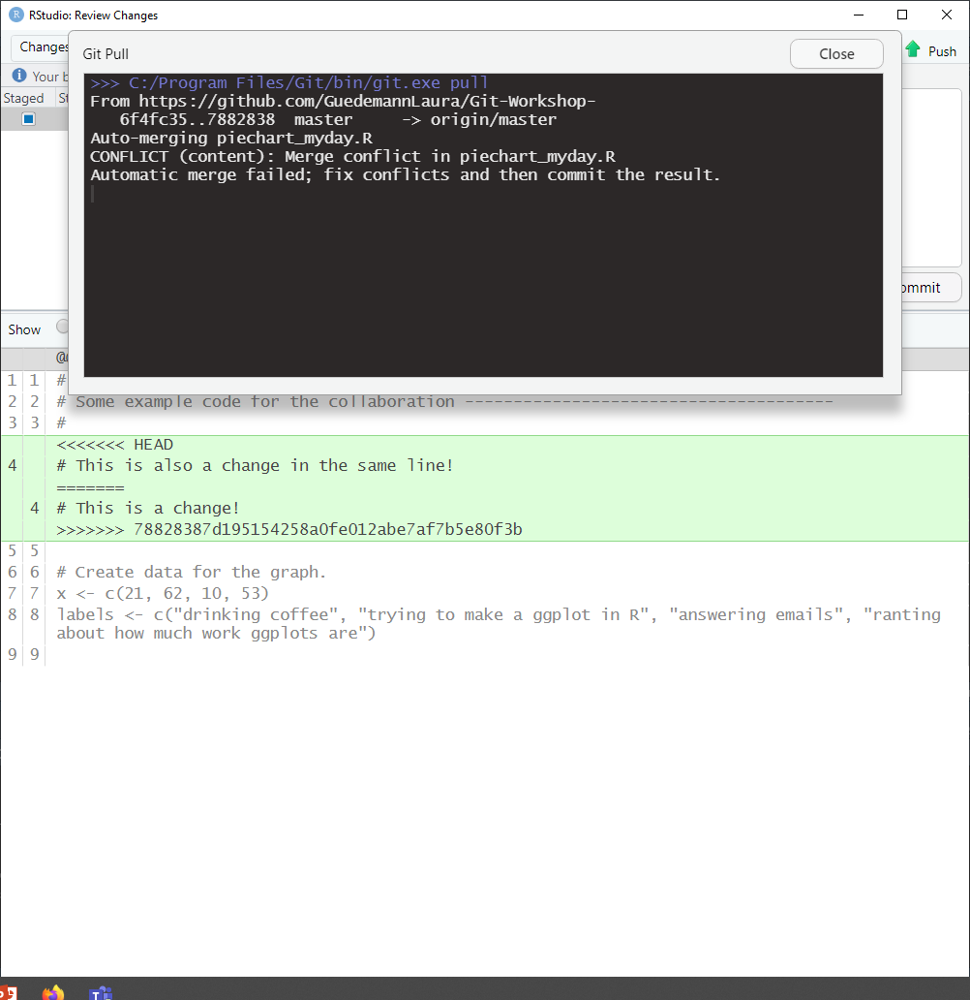 RStudio: Review Changes
Changes
Git Pull
Close
Push
Your b
Staged
St
>>> C:/Program Files/Git/bin/git.exe pull
From https://github.com/GuedemannLaura/Git-Workshop-
6f4fc35..7882838 master -> origin/master
Auto-merging piechart_myday.R
CONFLICT (content): Merge conflict in piechart_myday.R
Automatic merge failed; fix conflicts and then commit the result.
ommit
Show
@@
1 1 #
2 2 # Some example code for the collaboration --------------------------------------
3 3 #
<<<<<<< HEAD
4 # This is also a change in the same line!
=======
4 # This is a change!
>>>>>>> 78828387d195154258a0fe012abe7af7b5e80f3b
5 5
6 6 # Create data for the graph.
7 7 x <- c(21, 62, 10, 53)
8 8 labels <- c("drinking coffee", "trying to make a ggplot in R", "answering emails", "ranting
about how much work ggplots are")
9 9